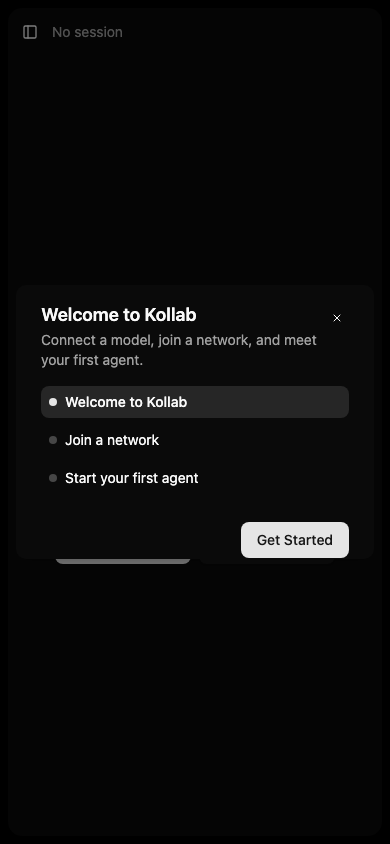 No session
Welcome to Kollab
Connect a model, join a network, and meet
your first agent.
Welcome to Kollab
Join a network
Start your first agent
Get Started